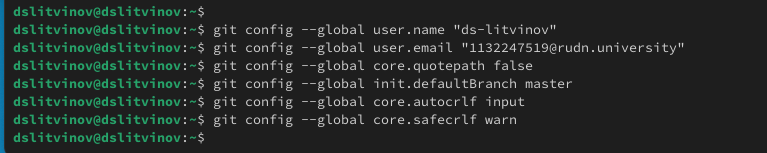 dslitvinov@dslitvinov:~$
dslitvinov@dslitvinov:~$ git config --global user.name "ds-litvinov"
dslitvinov@dslitvinov:~$ git config --global user.email "1132247519@rudn.university"
dslitvinov@dslitvinov:~$ git config --global core.quotepath false
dslitvinov@dslitvinov:~$ git config --global init.defaultBranch master
dslitvinov@dslitvinov:~$ git config --global core.autocrlf input
dslitvinov@dslitvinov:~$ git config --global core.safecrlf warn
dslitvinov@dslitvinov:~$